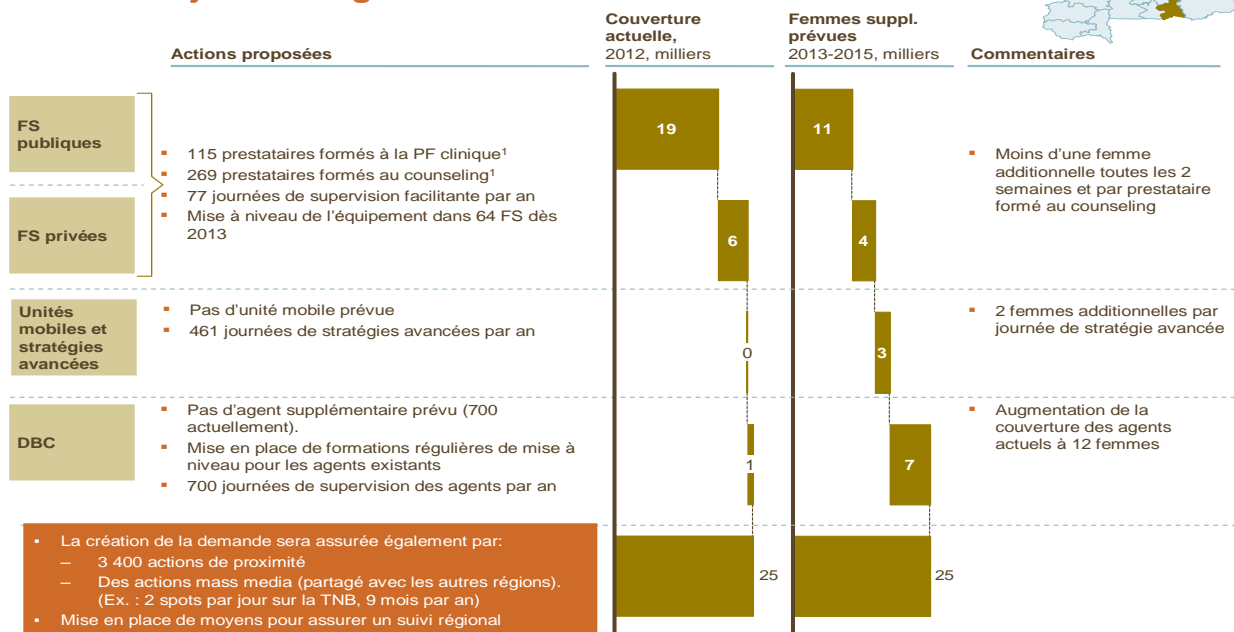 Couverture
actuelle,
2012, milliers
Femmes suppl.
prévues
2013-2015, milliers
Actions proposées
Commentaires
FS
publiques
FS privées
115 prestataires formés à la PF clinique¹
269 prestataires formés au counseling¹
77 journées de supervision facilitante par an
Mise à niveau de l’équipement dans 64 FS dès
2013
19
11
6
4
Moins d’une femme
additionnelle toutes les 2
semaines et par prestataire
formé au counseling
Unités
mobiles et
stratégies
avancées
Pas d’unité mobile prévue
461 journées de stratégies avancées par an
0
3
2 femmes additionnelles par
journée de stratégie avancée
DBC
Pas d’agent supplémentaire prévu (700
actuellement).
Mise en place de formations régulières de mise à
niveau pour les agents existants
700 journées de supervision des agents par an
1
7
Augmentation de la
couverture des agents
actuels à 12 femmes
La création de la demande sera assurée également par:
– 3 400 actions de proximité
– Des actions mass media (partagé avec les autres régions).
(Ex. : 2 spots par jour sur la TNB, 9 mois par an)
Mise en place de moyens pour assurer un suivi régional
25
25